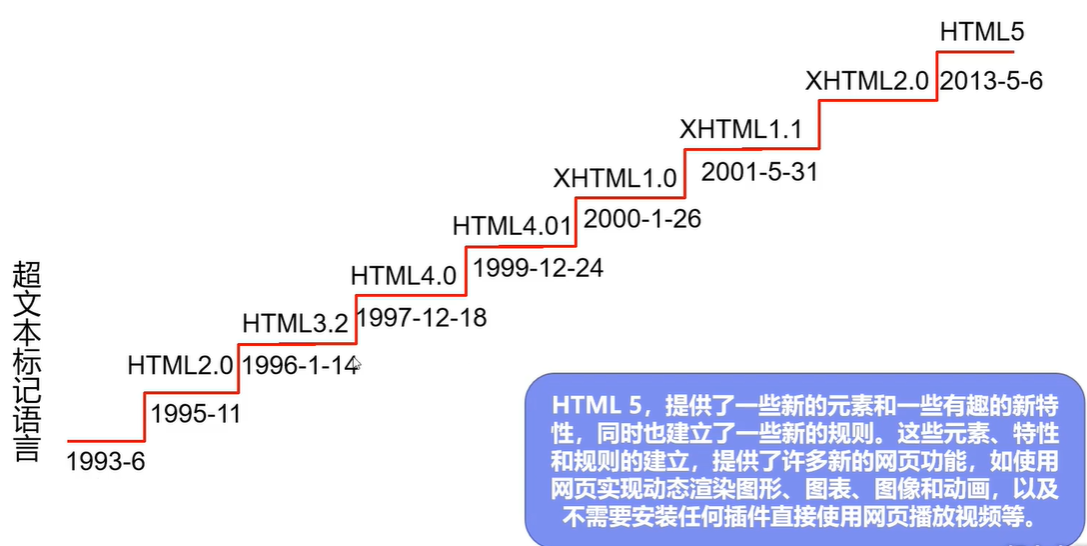 HTML5
XHTML2.0
2013-5-6
XHTML1.1
2001-5-31
XHTML1.0
2000-1-26
HTML4.01
1999-12-24
HTML4.0
1997-12-18
HTML3.2
1996-1-14
HTML2.0
1995-11
1993-6
超文本标记语言
HTML 5，提供了一些新的元素和一些有趣的新特
性，同时也建立了一些新的规则。这些元素、特性
和规则的建立，提供了许多新的网页功能，如使用
网页实现动态渲染图形、图表、图像和动画，以及
不需要安装任何插件直接使用网页播放视频等。